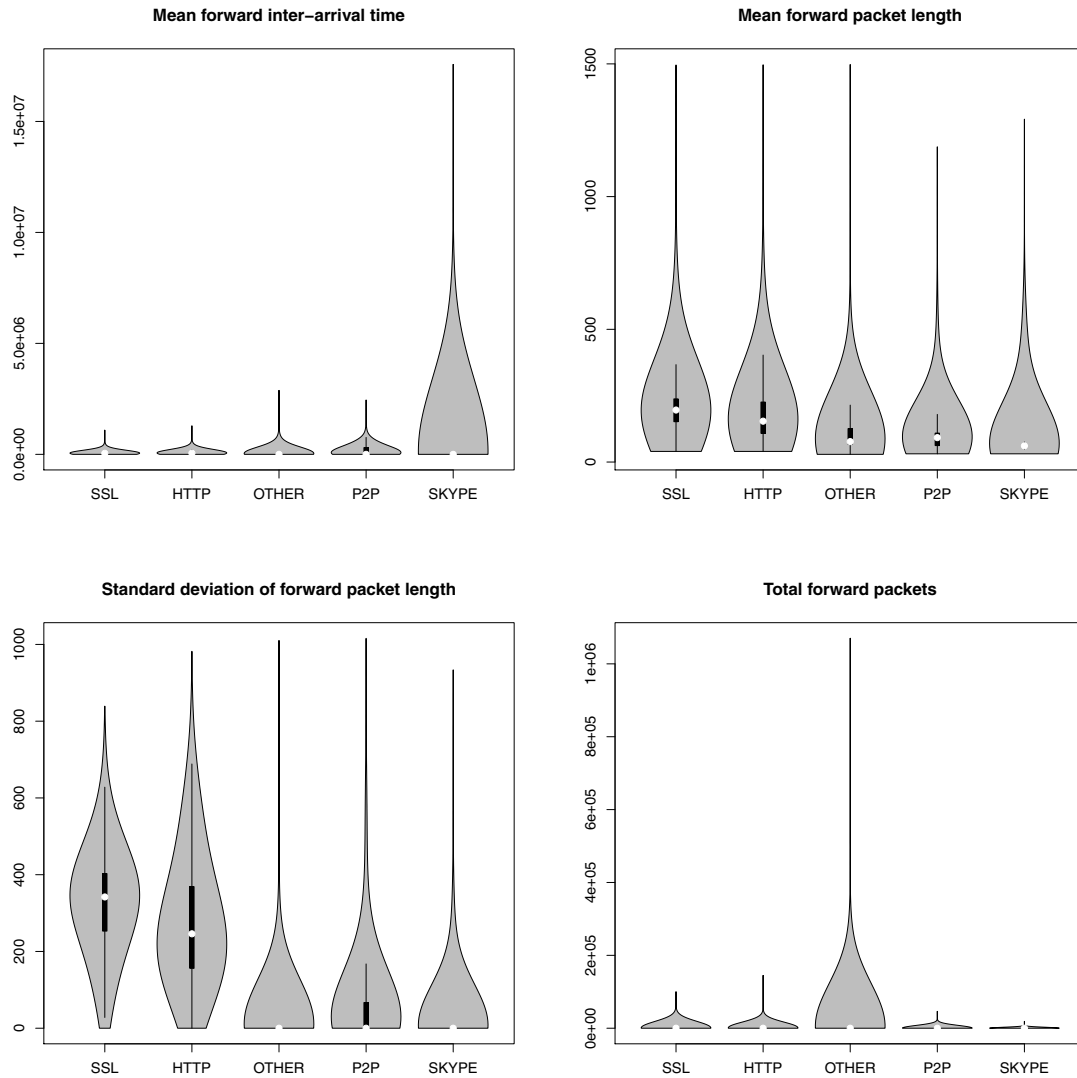 Mean forward inter−arrival time
1.5e+07
1.0e+07
5.0e+06
0.0e+00
SSL HTTP OTHER P2P SKYPE
Mean forward packet length
1500
1000
500
0
SSL HTTP OTHER P2P SKYPE
Standard deviation of forward packet length
1000
800
600
400
200
0
SSL HTTP OTHER P2P SKYPE
Total forward packets
1e+06
8e+05
6e+05
4e+05
2e+05
0e+00
SSL HTTP OTHER P2P SKYPE